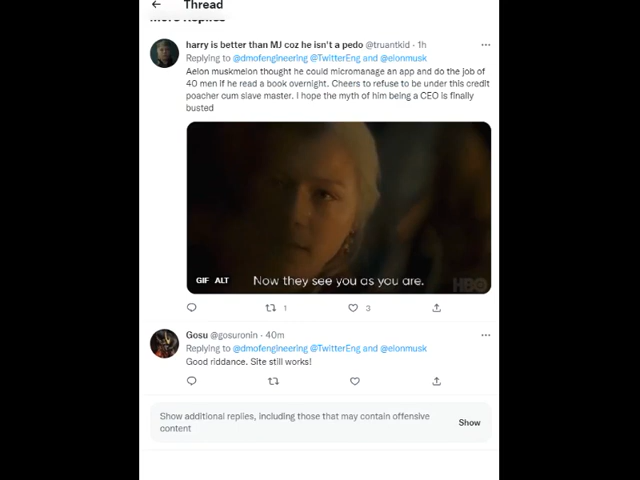 Thread
More Replies
harry is better than MJ coz he isn't a pedo @truantkid · 1h
Replying to @dmofengineering @TwitterEng and @elonmusk
Aelon muskmelon thought he could micromanage an app and do the job of
40 men if he read a book overnight. Cheers to refuse to be under this credit
poacher cum slave master. I hope the myth of him being a CEO is finally
busted
Now they see you as you are.
GIF ALT
HBO
1
3
Gosu @gosuronin · 40m
Replying to @dmofengineering @TwitterEng and @elonmusk
Good riddance. Site still works!
Show additional replies, including those that may contain offensive
content
Show